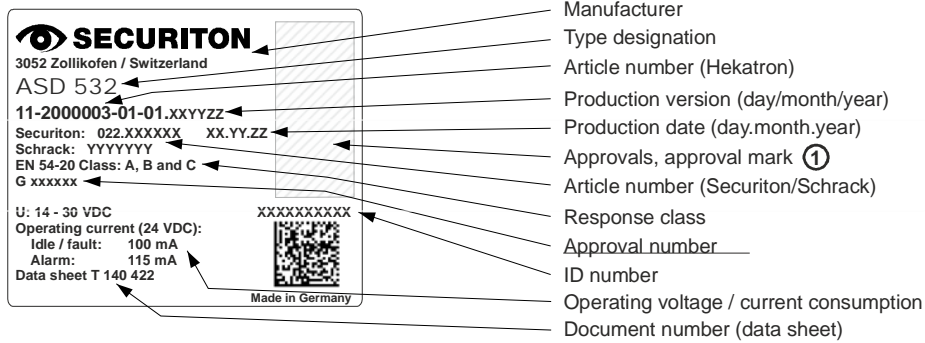 SECURITON
3052 Zollikofen / Switzerland
ASD 532
11-2000003-01-01.XXYYZZ
Securiton: 022.XXXXXX XX.YY.ZZ
Schrack: YYYYYYY
EN 54-20 Class: A, B and C
G xxxxxx
U: 14 - 30 VDC
Operating current (24 VDC):
Idle / fault: 100 mA
Alarm: 115 mA
Data sheet T 140 422
XXXXXXXXXX
Made in Germany
Manufacturer
Type designation
Article number (Hekatron)
Production version (day/month/year)
Production date (day.month.year)
Approvals, approval mark 1
Article number (Securiton/Schrack)
Response class
Approval number
ID number
Operating voltage / current consumption
Document number (data sheet)